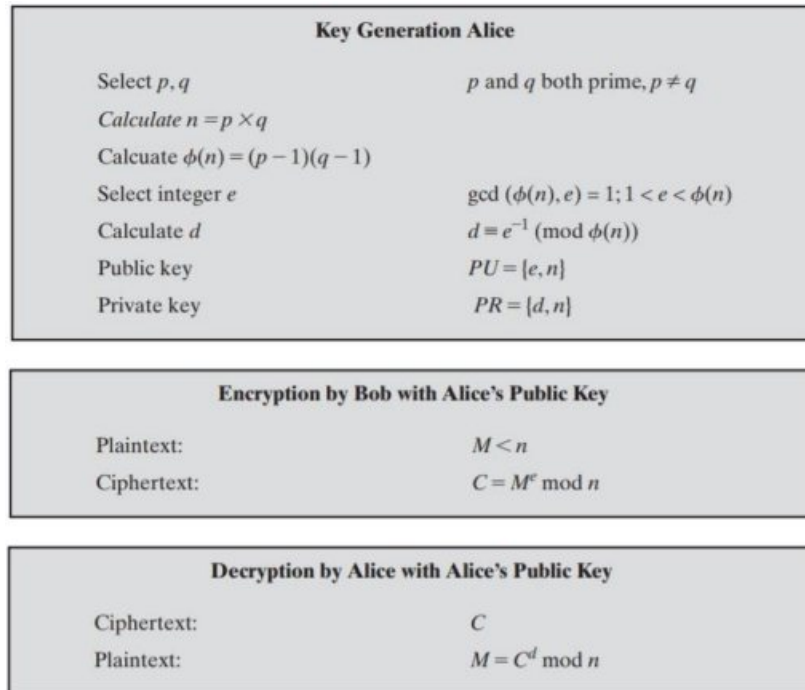 Key Generation Alice
Select p, q p and q both prime, p ≠ q
Calculate n = p × q
Calcuate ϕ(n) = (p − 1)(q − 1)
Select integer e gcd (ϕ(n), e) = 1; 1 < e < ϕ(n)
Calculate d d ≡ e⁻¹ (mod ϕ(n))
Public key PU = {e, n}
Private key PR = {d, n}
Encryption by Bob with Alice's Public Key
Plaintext: M < n
Ciphertext: C = Mᵉ mod n
Decryption by Alice with Alice's Public Key
Ciphertext: C
Plaintext: M = Cᵈ mod n